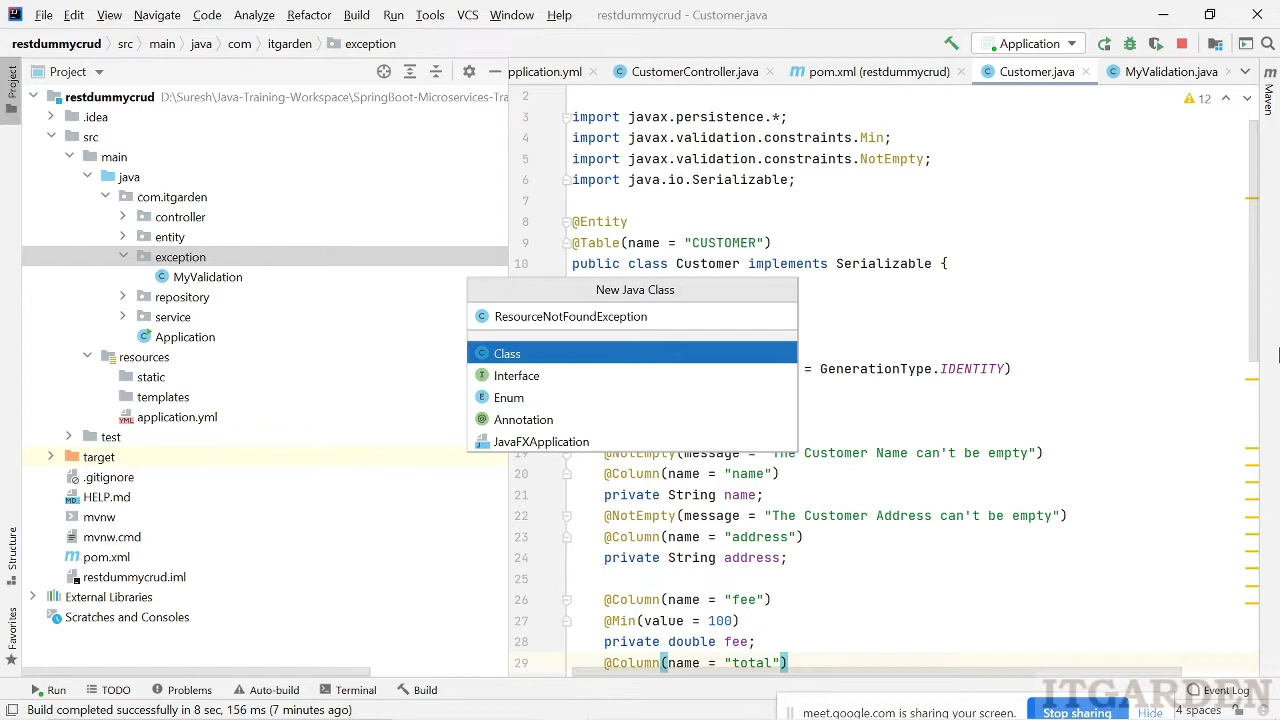 File Edit View Navigate Code Analyze Refactor Build Run Tools VCS Window Help restdummycrud - Customer.java
restdummycrud src main java com itgarden exception Application
Project
Project
pplication.yml CustomerController.java pom.xml (restdummycrud) Customer.java MyValidation.java
Maven
restdummycrud D:\Suresh\Java-Training-Workspace\SpringBoot-Microservices-Tra
.idea
src
main
java
com.itgarden
controller
entity
exception
MyValidation
repository
service
Application
resources
static
templates
application.yml
test
target
.gitignore
HELP.md
mvnw
mvnw.cmd
pom.xml
restdummycrud.iml
External Libraries
Scratches and Consoles
Structure
Favorites
12
2
3 import javax.persistence.*;
4 import javax.validation.constraints.Min;
5 import javax.validation.constraints.NotEmpty;
6 import java.io.Serializable;
7
8 @Entity
9 @Table(name = "CUSTOMER")
10 public class Customer implements Serializable {
New Java Class
ResourceNotFoundException
Class
Interface
Enum
Annotation
JavaFXApplication
= GenerationType.IDENTITY)
19 @NotEmpty(message = "The Customer Name can't be empty")
20 @Column(name = "name")
21 private String name;
22 @NotEmpty(message = "The Customer Address can't be empty")
23 @Column(name = "address")
24 private String address;
25
26 @Column(name = "fee")
27 @Min(value = 100)
28 private double fee;
29 @Column(name = "total")
Run TODO Problems Auto-build Terminal Build Event Log
Build completed successfully in 8 sec, 156 ms (7 minutes ago)
meet.google.com is sharing your screen. Stop sharing Hide
4 spaces
ITGARDEN